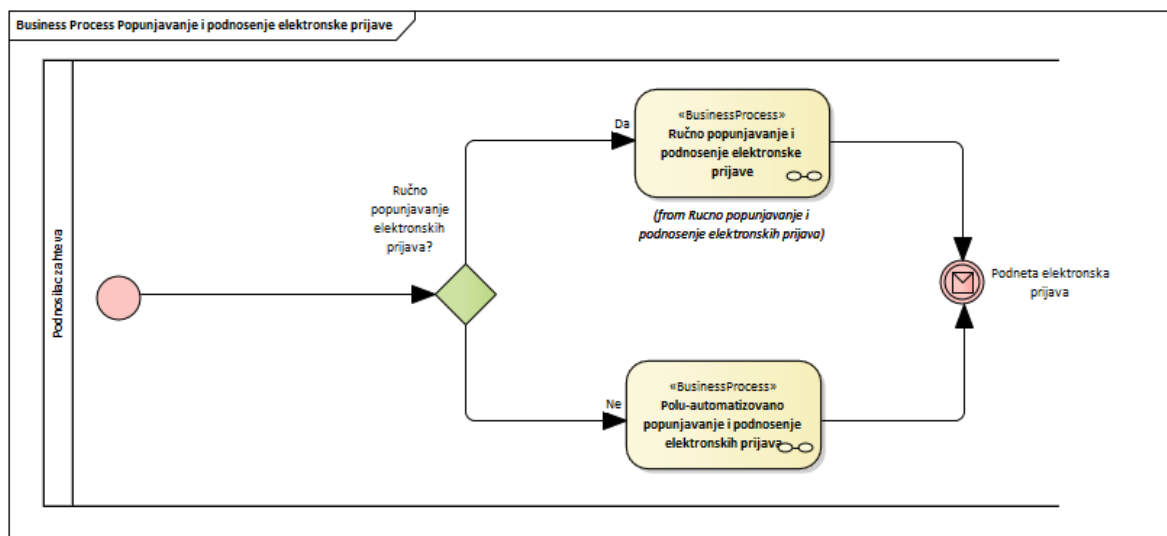 Business Process Popunjavanje i podnosenje elektronske prijave
Podnosilac zahteva
Ručno
popunjavanje
elektronskih
prijava?
Da
«BusinessProcess»
Ručno popunjavanje i
podnosenje elektronske
prijave
(from Rucno popunjavanje i
podnosenje elektronskih prijava)
Podneta elektronska
prijava
Ne
«BusinessProcess»
Polu-automatizovano
popunjavanje i podnosenje
elektronskih prijava